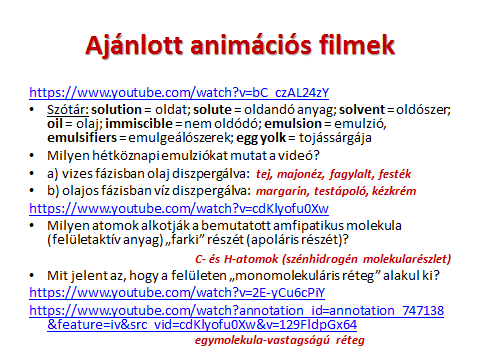 Ajánlott animációs filmek
https://www.youtube.com/watch?v=bC_czAL24zY
• Szótár: solution = oldat; solute = oldandó anyag; solvent = oldószer;
oil = olaj; immiscible = nem oldódó; emulsion = emulzió,
emulsifiers = emulgeálószerek; egg yolk = tojássárgája
• Milyen hétköznapi emulziókat mutat a videó?
• a) vizes fázisban olaj diszpergálva: tej, majonéz, fagylalt, festék
• b) olajos fázisban víz diszpergálva: margarin, testápoló, kézkrém
https://www.youtube.com/watch?v=cdKlyofu0Xw
• Milyen atomok alkotják a bemutatott amfipatikus molekula
(felületaktív anyag) „farki” részét (apoláris részét)?
C- és H-atomok (szénhidrogén molekularészlet)
• Mit jelent az, hogy a felületen „monomolekuláris réteg” alakul ki?
https://www.youtube.com/watch?v=2E-yCu6cPiY
https://www.youtube.com/watch?annotation_id=annotation_747138
&feature=iv&src_vid=cdKlyofu0Xw&v=129FldpGx64
egymolekula-vastagságú réteg